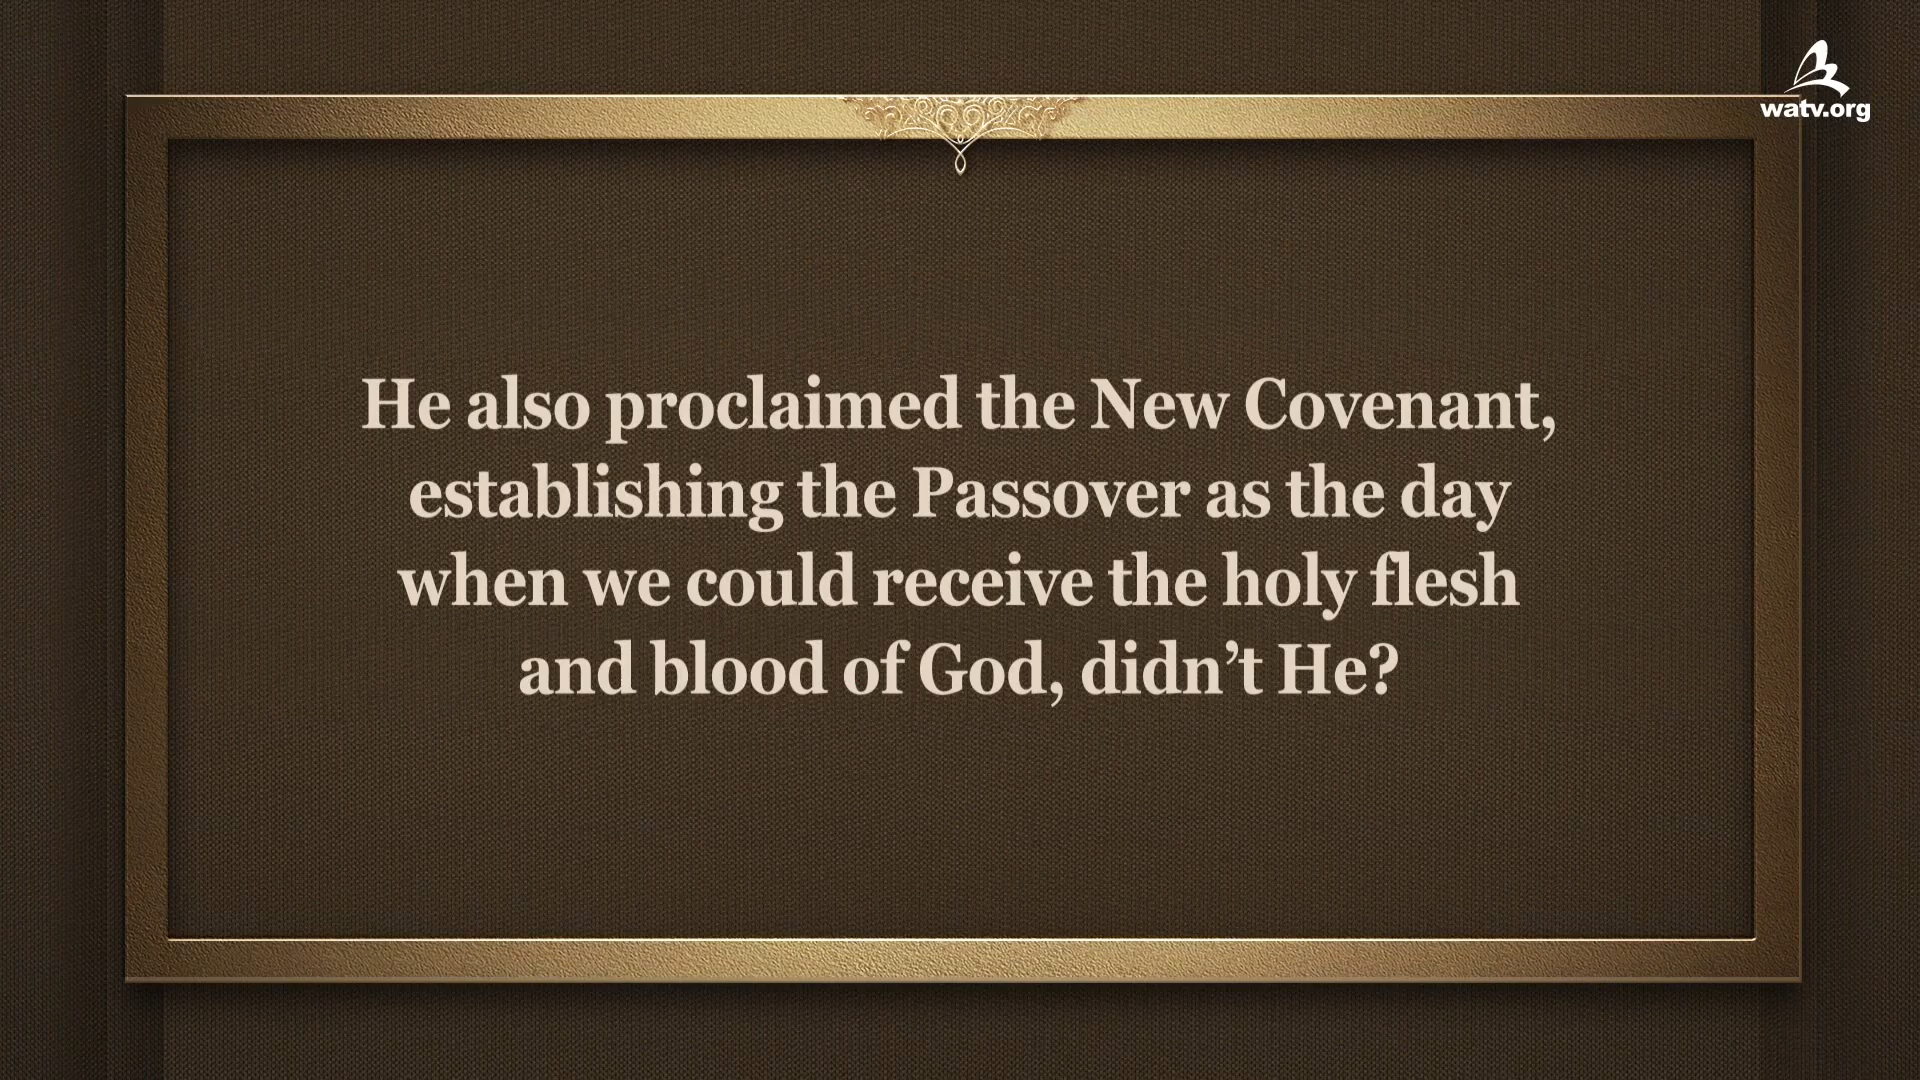 watv.org
He also proclaimed the New Covenant,
establishing the Passover as the day
when we could receive the holy flesh
and blood of God, didn’t He?